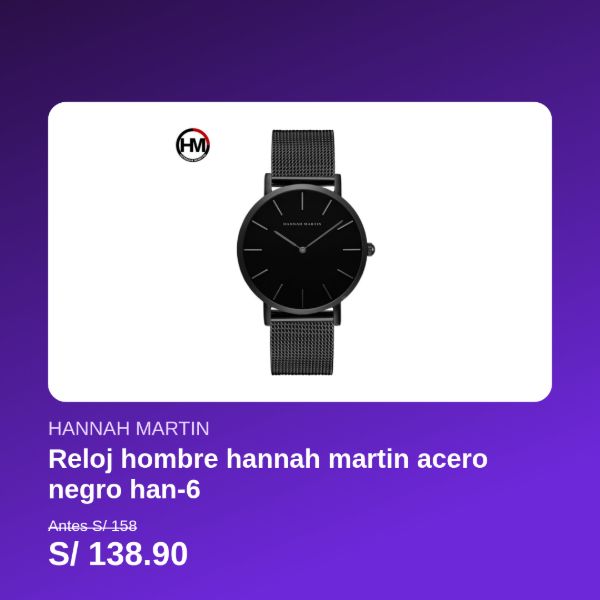 HM
HANNAH MARTIN
HANNAH MARTIN
Reloj hombre hannah martin acero
negro han-6
Antes S/ 158
S/ 138.90